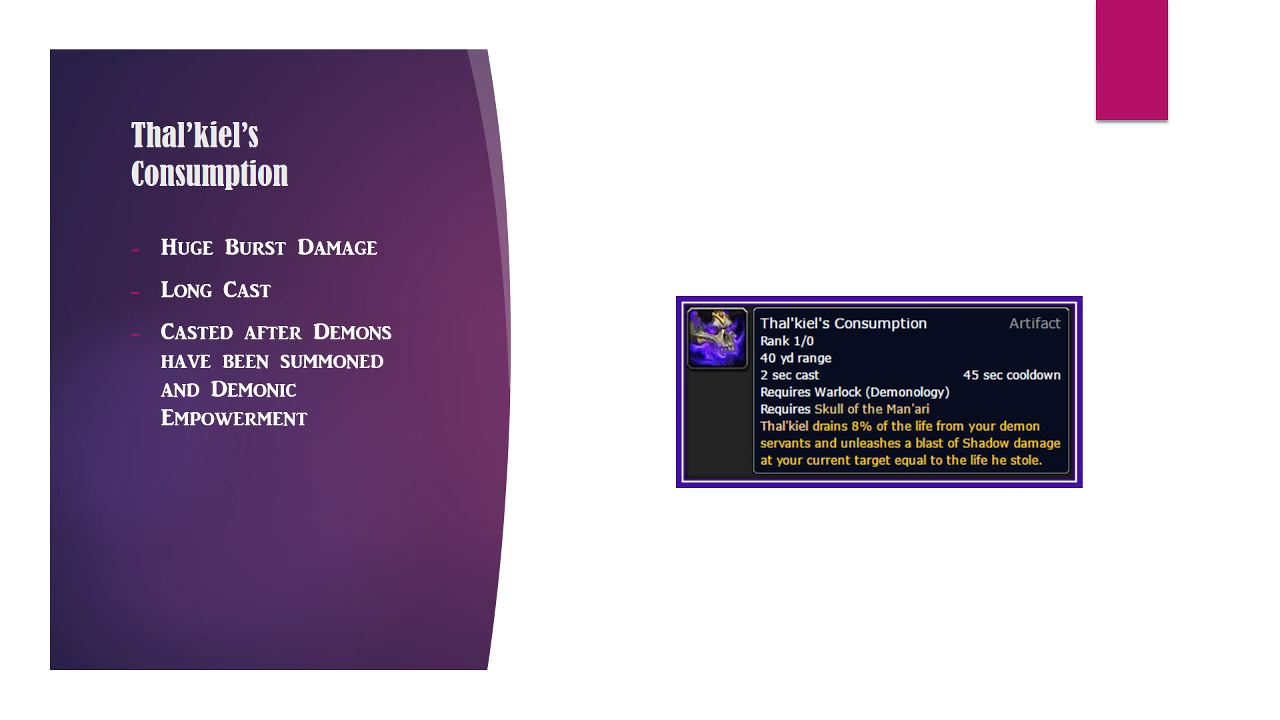 Thal’kiel’s
Consumption
– Huge Burst Damage
– Long Cast
– Casted after Demons
have been summoned
and Demonic
Empowerment
Thal'kiel's Consumption Artifact
Rank 1/0
40 yd range
2 sec cast 45 sec cooldown
Requires Warlock (Demonology)
Requires Skull of the Man'ari
Thal'kiel drains 8% of the life from your demon
servants and unleashes a blast of Shadow damage
at your current target equal to the life he stole.